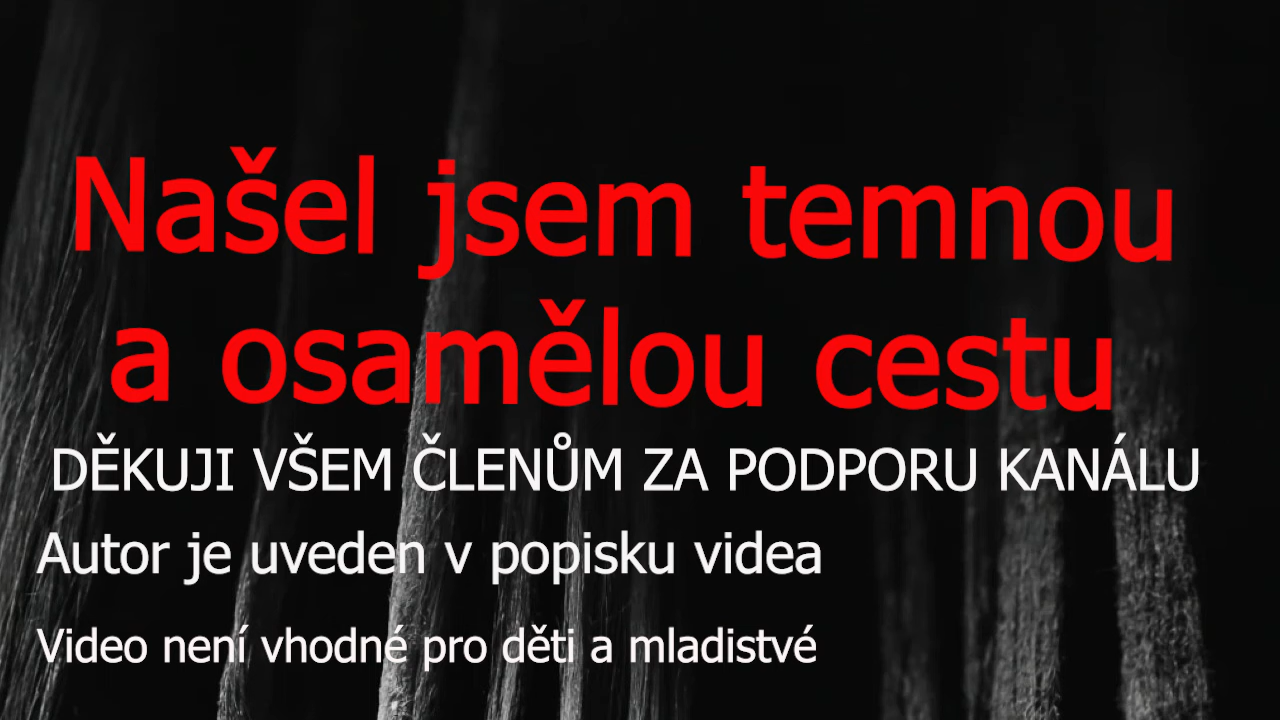 Našel jsem temnou
a osamělou cestu
DĚKUJI VŠEM ČLENŮM ZA PODPORU KANÁLU
Autor je uveden v popisku videa
Video není vhodné pro děti a mladistvé